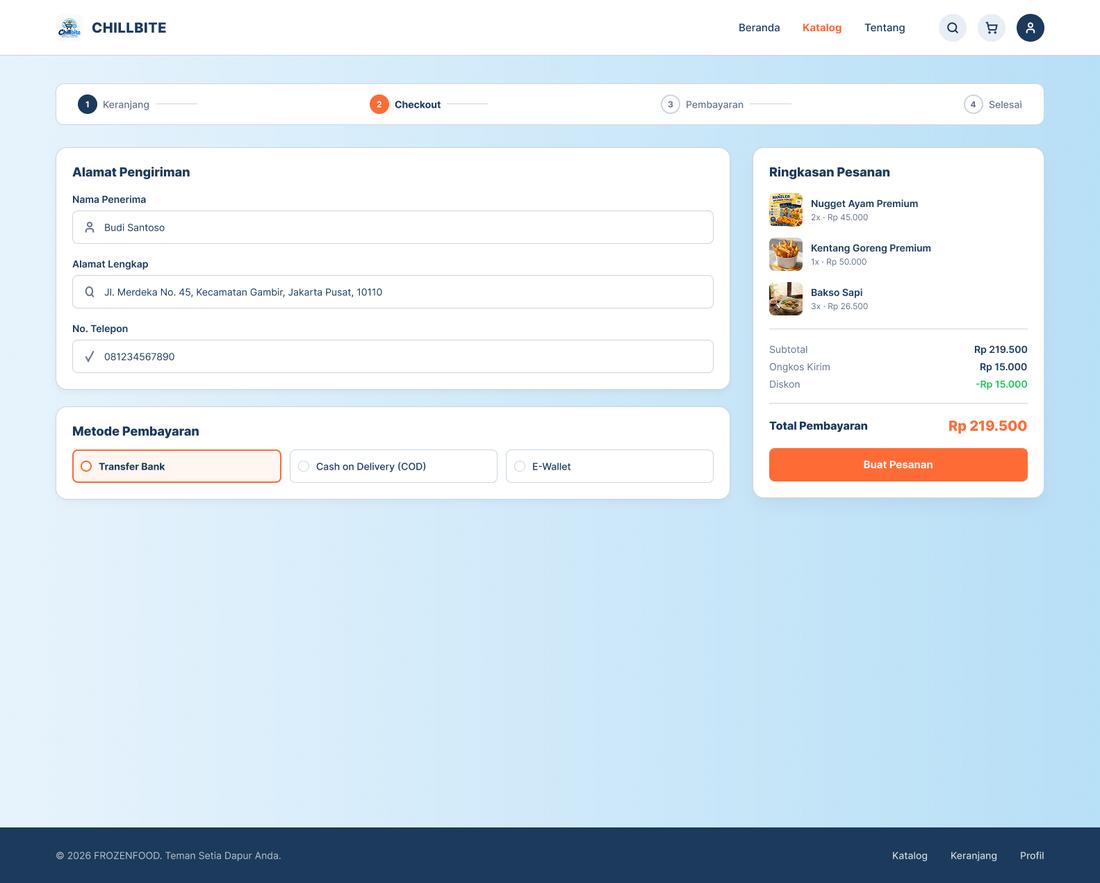 Chillbite
CHILLBITE
Beranda
Katalog
Tentang
1
Keranjang
2
Checkout
3
Pembayaran
4
Selesai
Alamat Pengiriman
Nama Penerima
Budi Santoso
Alamat Lengkap
Jl. Merdeka No. 45, Kecamatan Gambir, Jakarta Pusat, 10110
No. Telepon
081234567890
Metode Pembayaran
Transfer Bank
Cash on Delivery (COD)
E-Wallet
Ringkasan Pesanan
Nugget Ayam Premium
2x · Rp 45.000
Kentang Goreng Premium
1x · Rp 50.000
Bakso Sapi
3x · Rp 26.500
Subtotal Rp 219.500
Ongkos Kirim Rp 15.000
Diskon -Rp 15.000
Total Pembayaran Rp 219.500
Buat Pesanan
© 2026 FROZENFOOD. Teman Setia Dapur Anda.
Katalog
Keranjang
Profil